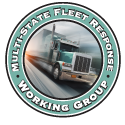 MULTI-STATE FLEET RESPONSE
WORKING GROUP